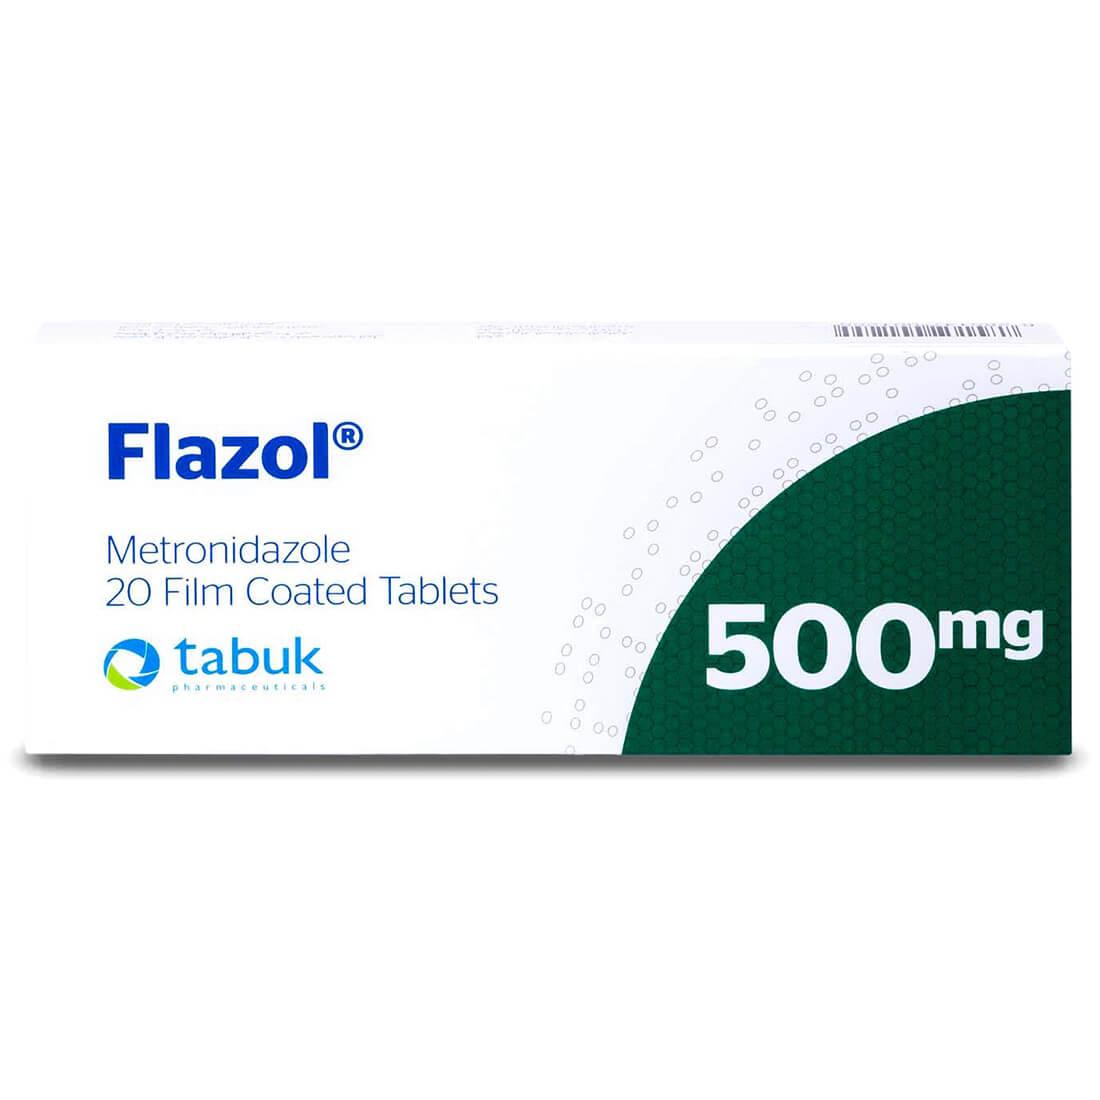 Flazol®
Metronidazole
20 Film Coated Tablets
tabuk
pharmaceuticals
500mg